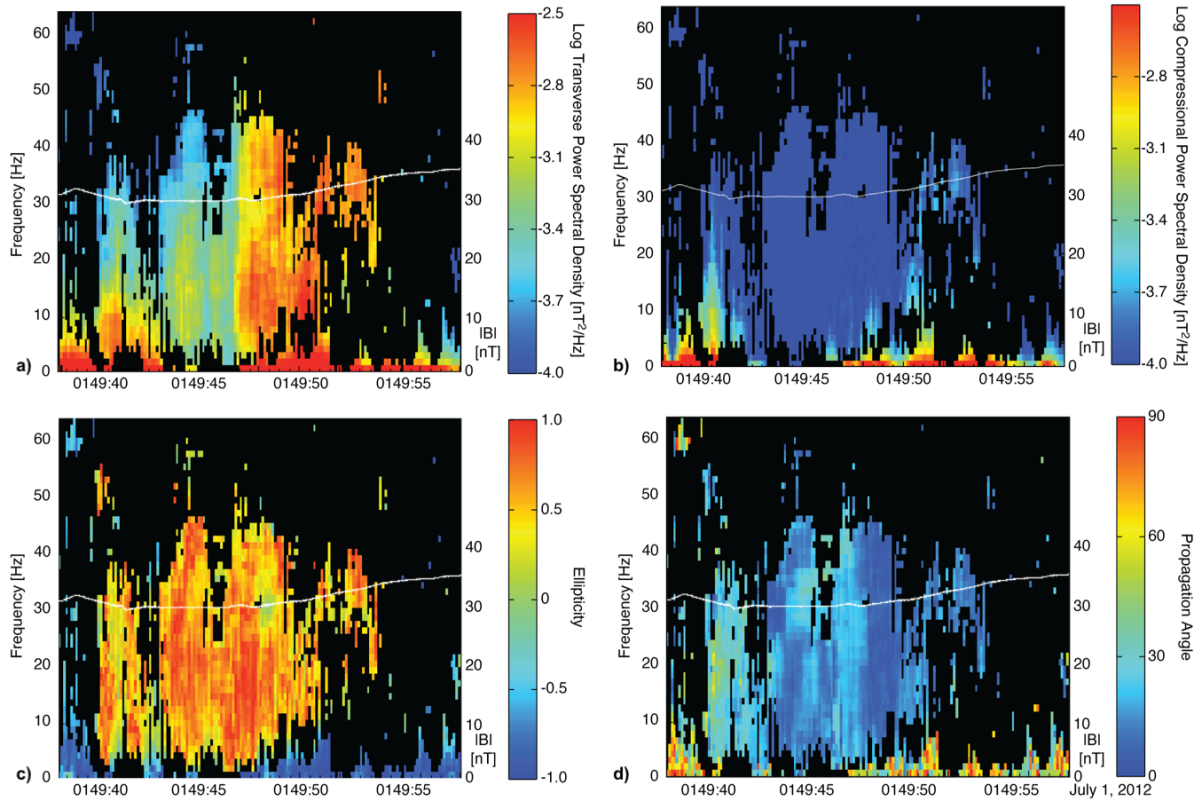 60
50
40
30
20
10
0
Frequency [Hz]
40
30
20
10
0
|B|
[nT]
a)
0149:40 0149:45 0149:50 0149:55
-2.5
-2.8
-3.1
-3.4
-3.7
-4.0
Log Transverse Power Spectral Density [nT²/Hz]
60
50
40
30
20
10
0
Frequency [Hz]
40
30
20
10
0
|B|
[nT]
b)
0149:40 0149:45 0149:50 0149:55
-2.8
-3.1
-3.4
-3.7
-4.0
Log Compressional Power Spectral Density [nT²/Hz]
60
50
40
30
20
10
0
Frequency [Hz]
40
30
20
10
0
|B|
[nT]
c)
0149:40 0149:45 0149:50 0149:55
1.0
0.5
0
-0.5
-1.0
Ellipticity
60
50
40
30
20
10
0
Frequency [Hz]
40
30
20
10
0
|B|
[nT]
d)
0149:40 0149:45 0149:50 0149:55
July 1, 2012
90
60
30
0
Propagation Angle